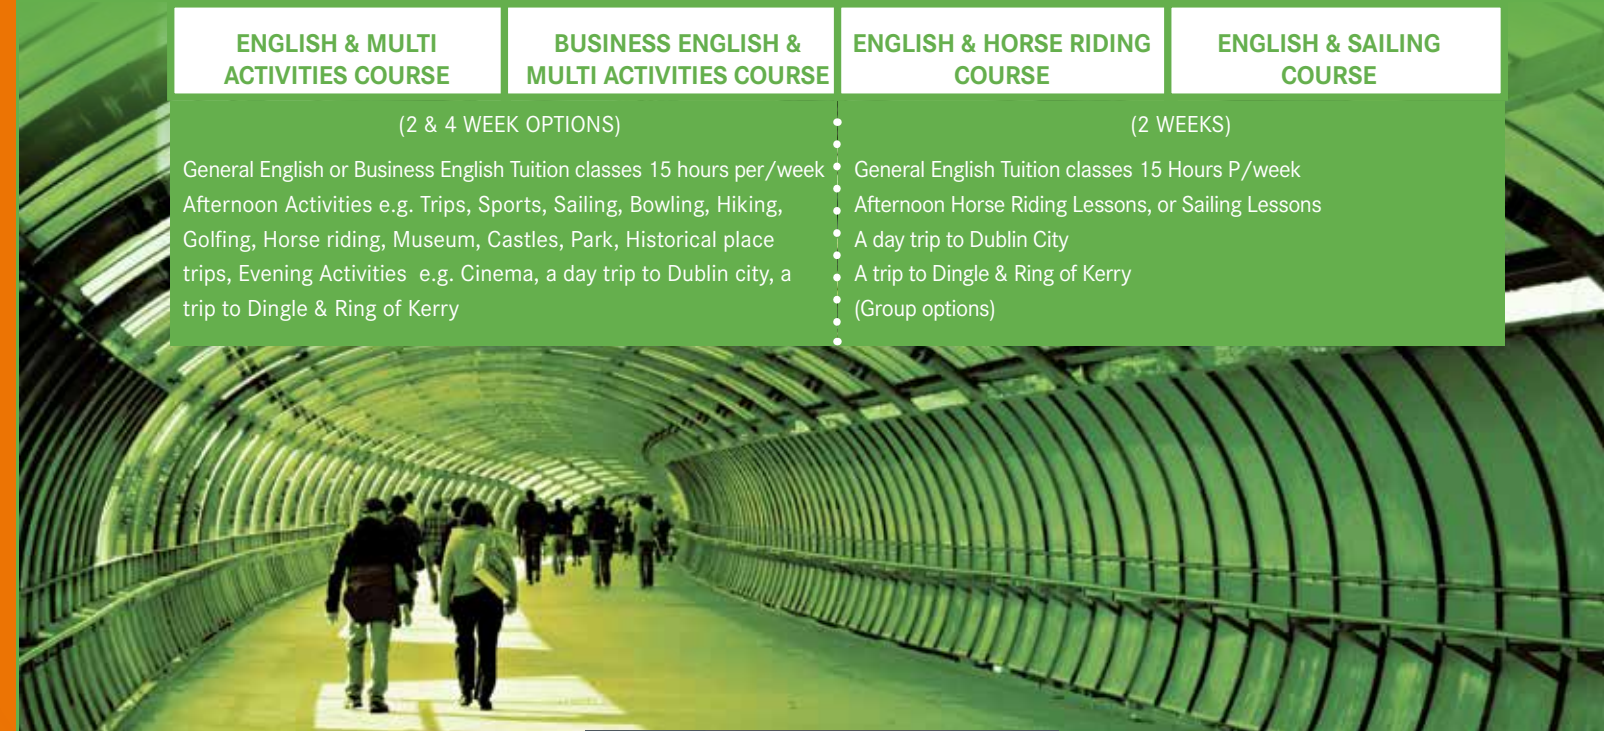 ENGLISH & MULTI
ACTIVITIES COURSE
BUSINESS ENGLISH &
MULTI ACTIVITIES COURSE
ENGLISH & HORSE RIDING
COURSE
ENGLISH & SAILING
COURSE
(2 & 4 WEEK OPTIONS)
General English or Business English Tuition classes 15 hours per/week
Afternoon Activities e.g. Trips, Sports, Sailing, Bowling, Hiking,
Golfing, Horse riding, Museum, Castles, Park, Historical place
trips, Evening Activities e.g. Cinema, a day trip to Dublin city, a
trip to Dingle & Ring of Kerry
(2 WEEKS)
General English Tuition classes 15 Hours P/week
Afternoon Horse Riding Lessons, or Sailing Lessons
A day trip to Dublin City
A trip to Dingle & Ring of Kerry
(Group options)